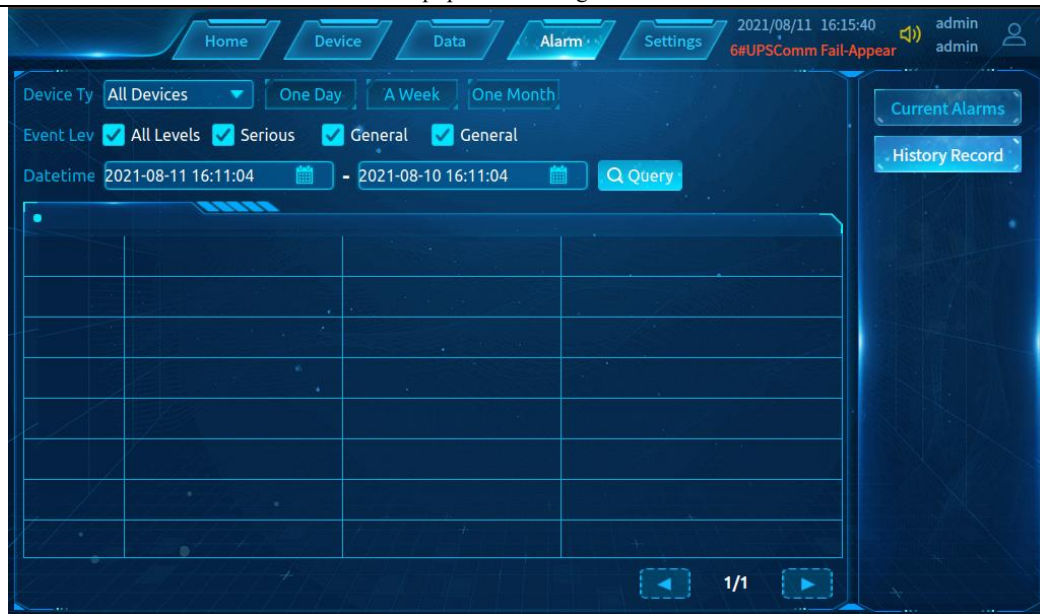 Home Device Data Alarm Settings 2021/08/11 16:15:40 admin
6#UPSComm Fail-Appear admin
Device Ty All Devices One Day A Week One Month
Current Alarms
Event Lev All Levels Serious General General
History Record
Datetime 2021-08-11 16:11:04 - 2021-08-10 16:11:04 Query
1/1